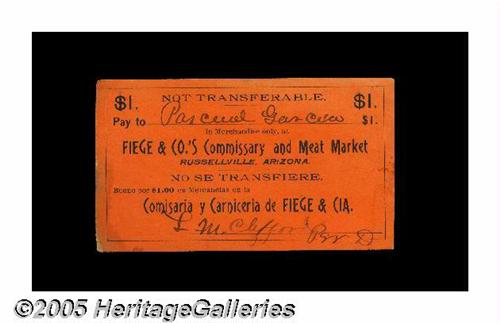 $1. NOT TRANSFERABLE. $1.
Pay to Pascual Garcia $1.
in Merchandise only, at
FIEGE & CO.'S Commissary and Meat Market
RUSSELLVILLE, ARIZONA.
NO SE TRANSFIERE.
BUENO por $1.00 en Mercancias en la
Comisaria y Carniceria de FIEGE & CIA.
L M. Clifford
©2005 HeritageGalleries